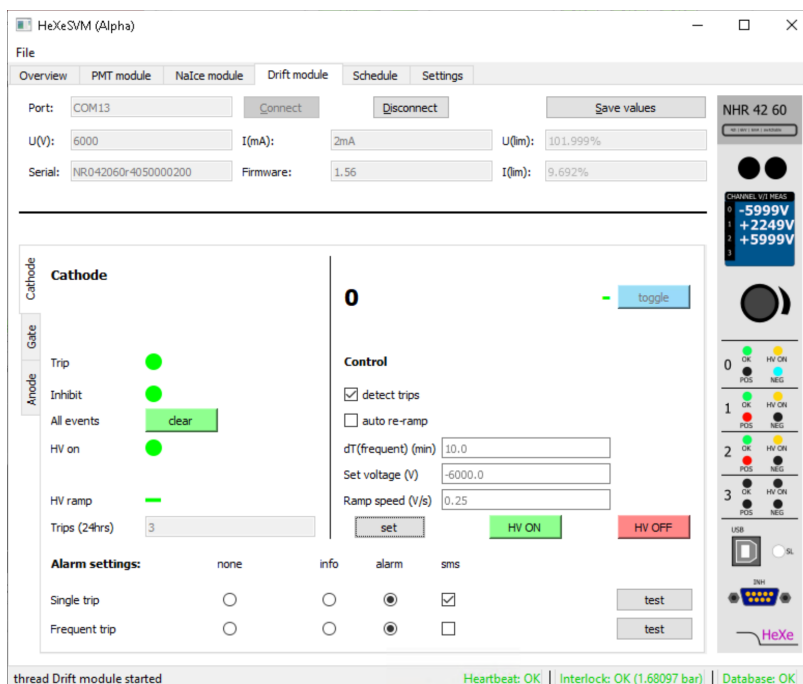 HeXeSVM (Alpha)
File
Overview PMT module NaIce module Drift module Schedule Settings
Port: COM13 Connect Disconnect Save values
U(V): 6000 I(mA): 2mA U(lim): 101.999%
Serial: NR042060r4050000200 Firmware: 1.56 I(lim): 9.692%
NHR 42 60
CHANNEL V/I MEAS
0 -5999V
1 +2249V
2 +5999V
3
Cathode
Gate
Anode
Cathode
0
toggle
Trip
Inhibit
All events clear
HV on
HV ramp
Trips (24hrs) 3
Control
detect trips
auto re-ramp
dT(frequent) (min) 10.0
Set voltage (V) -6000.0
Ramp speed (V/s) 0.25
set HV ON HV OFF
Alarm settings: none info alarm sms
Single trip test
Frequent trip test
0 OK HV ON
POS NEG
1 OK HV ON
POS NEG
2 OK HV ON
POS NEG
3 OK HV ON
POS NEG
USB
SL
INH
HeXe
thread Drift module started Heartbeat: OK Interlock: OK (1.68097 bar) Database: OK